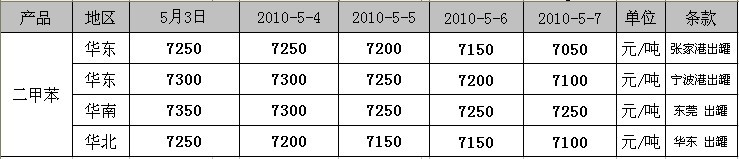 产品 地区 5月3日 2010-5-4 2010-5-5 2010-5-6 2010-5-7 单位 条款
二甲苯 华东 7250 7250 7200 7150 7050 元/吨 张家港出罐
华东 7300 7300 7250 7200 7100 元/吨 宁波港出罐
华南 7350 7300 7250 7250 7250 元/吨 东莞 出罐
华北 7250 7200 7150 7150 7100 元/吨 华东 出罐